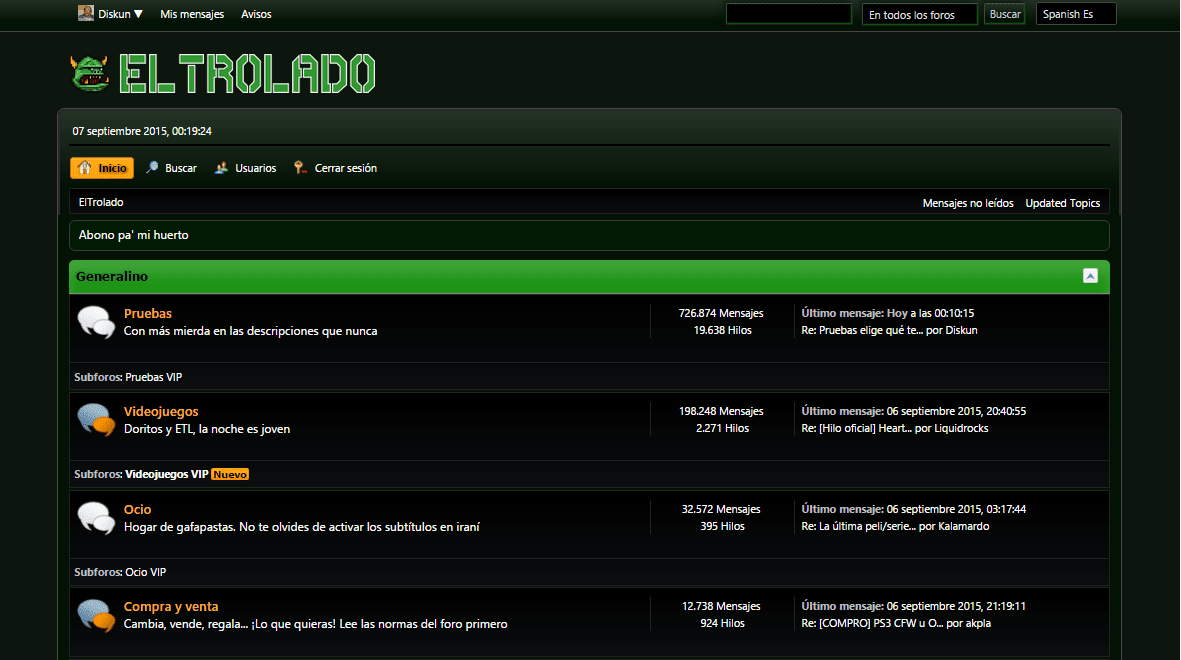 Diskun ▼ Mis mensajes Avisos En todos los foros Buscar Spanish Es
ELTROLADO
07 septiembre 2015, 00:19:24
Inicio Buscar Usuarios Cerrar sesión
ElTrolado Mensajes no leídos Updated Topics
Abono pa' mi huerto
Generalino
Pruebas
Con más mierda en las descripciones que nunca
726.874 Mensajes
19.638 Hilos
Último mensaje: Hoy a las 00:10:15
Re: Pruebas elige qué te... por Diskun
Subforos: Pruebas VIP
Videojuegos
Doritos y ETL, la noche es joven
198.248 Mensajes
2.271 Hilos
Último mensaje: 06 septiembre 2015, 20:40:55
Re: [Hilo oficial] Heart... por Liquidrocks
Subforos: Videojuegos VIP Nuevo
Ocio
Hogar de gafapastas. No te olvides de activar los subtítulos en iraní
32.572 Mensajes
395 Hilos
Último mensaje: 06 septiembre 2015, 03:17:44
Re: La última peli/serie... por Kalamardo
Subforos: Ocio VIP
Compra y venta
Cambia, vende, regala... ¡Lo que quieras! Lee las normas del foro primero
12.738 Mensajes
924 Hilos
Último mensaje: 06 septiembre 2015, 21:19:11
Re: [COMPRO] PS3 CFW u O... por akpla